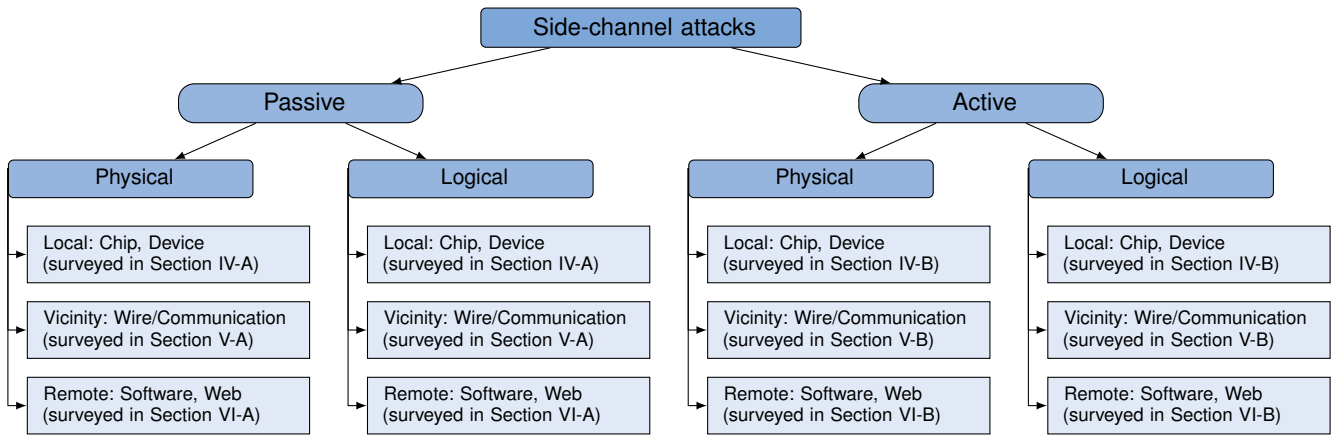 Side-channel attacks
Passive
Active
Physical
Logical
Physical
Logical
Local: Chip, Device
(surveyed in Section IV-A)
Vicinity: Wire/Communication
(surveyed in Section V-A)
Remote: Software, Web
(surveyed in Section VI-A)
Local: Chip, Device
(surveyed in Section IV-A)
Vicinity: Wire/Communication
(surveyed in Section V-A)
Remote: Software, Web
(surveyed in Section VI-A)
Local: Chip, Device
(surveyed in Section IV-B)
Vicinity: Wire/Communication
(surveyed in Section V-B)
Remote: Software, Web
(surveyed in Section VI-B)
Local: Chip, Device
(surveyed in Section IV-B)
Vicinity: Wire/Communication
(surveyed in Section V-B)
Remote: Software, Web
(surveyed in Section VI-B)